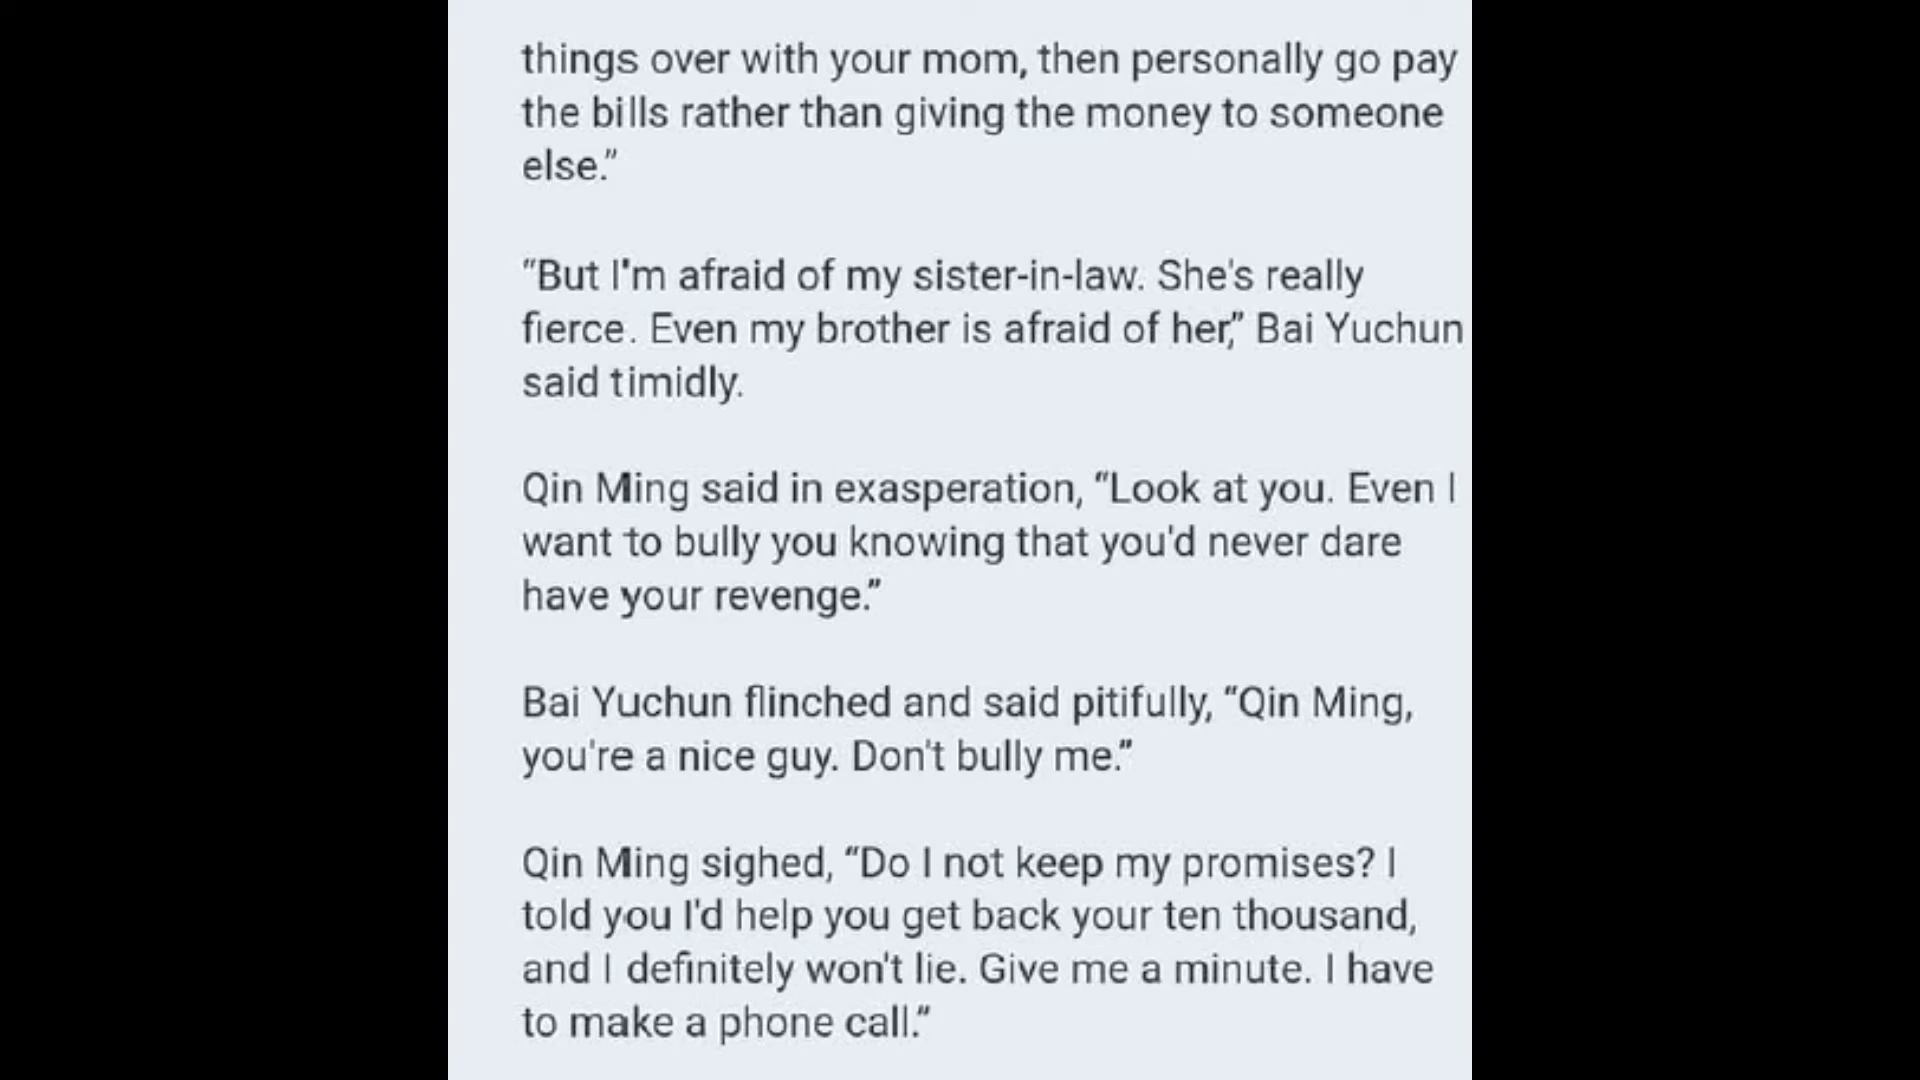 things over with your mom, then personally go pay
the bills rather than giving the money to someone
else.”
“But I'm afraid of my sister-in-law. She's really
fierce. Even my brother is afraid of her,” Bai Yuchun
said timidly.
Qin Ming said in exasperation, “Look at you. Even I
want to bully you knowing that you'd never dare
have your revenge.”
Bai Yuchun flinched and said pitifully, “Qin Ming,
you're a nice guy. Don't bully me.”
Qin Ming sighed, “Do I not keep my promises? I
told you I'd help you get back your ten thousand,
and I definitely won't lie. Give me a minute. I have
to make a phone call.”